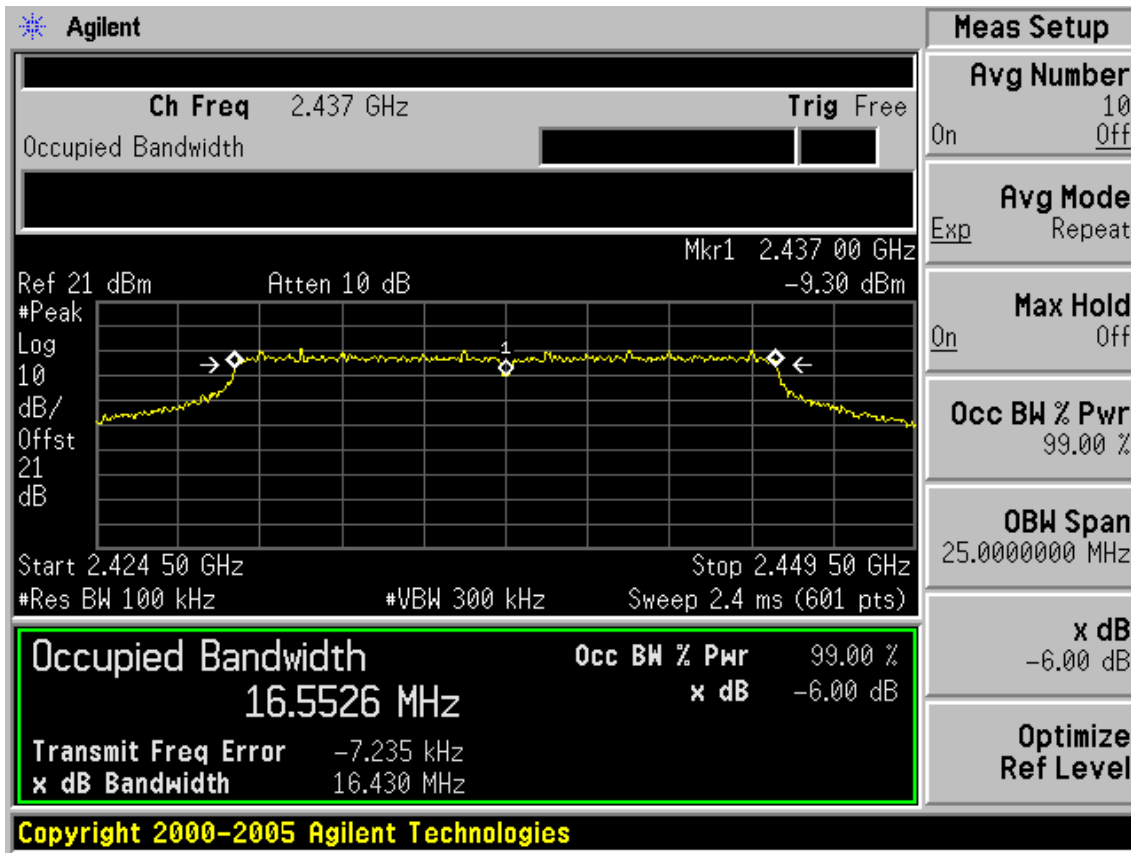 Agilent
Meas Setup
Ch Freq 2.437 GHz Trig Free
Occupied Bandwidth
Mkr1 2.437 00 GHz
Ref 21 dBm Atten 10 dB −9.30 dBm
#Peak
Log
10
dB/
Offst
21
dB
1
Start 2.424 50 GHz Stop 2.449 50 GHz
#Res BW 100 kHz #VBW 300 kHz Sweep 2.4 ms (601 pts)
Occupied Bandwidth Occ BW % Pwr 99.00 %
16.5526 MHz x dB −6.00 dB
Transmit Freq Error −7.235 kHz
x dB Bandwidth 16.430 MHz
Avg Number
10
On Off
Avg Mode
Exp Repeat
Max Hold
On Off
Occ BW % Pwr
99.00 %
OBW Span
25.0000000 MHz
x dB
−6.00 dB
Optimize
Ref Level
Copyright 2000-2005 Agilent Technologies